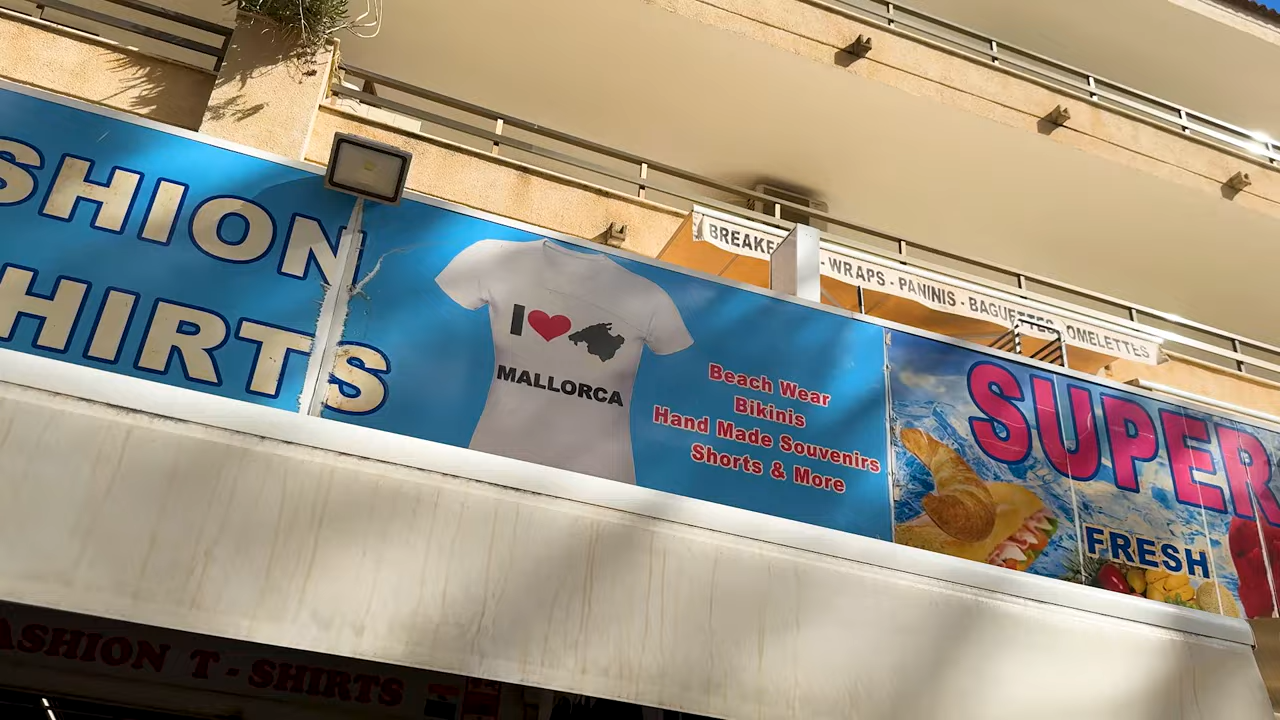 SHION
HIRTS
I
MALLORCA
Beach Wear
Bikinis
Hand Made Souvenirs
Shorts & More
BREAKF - WRAPS - PANINIS - BAGUETTES OMELETTES
SUPER
FRESH
ASHION T - SHIRTS